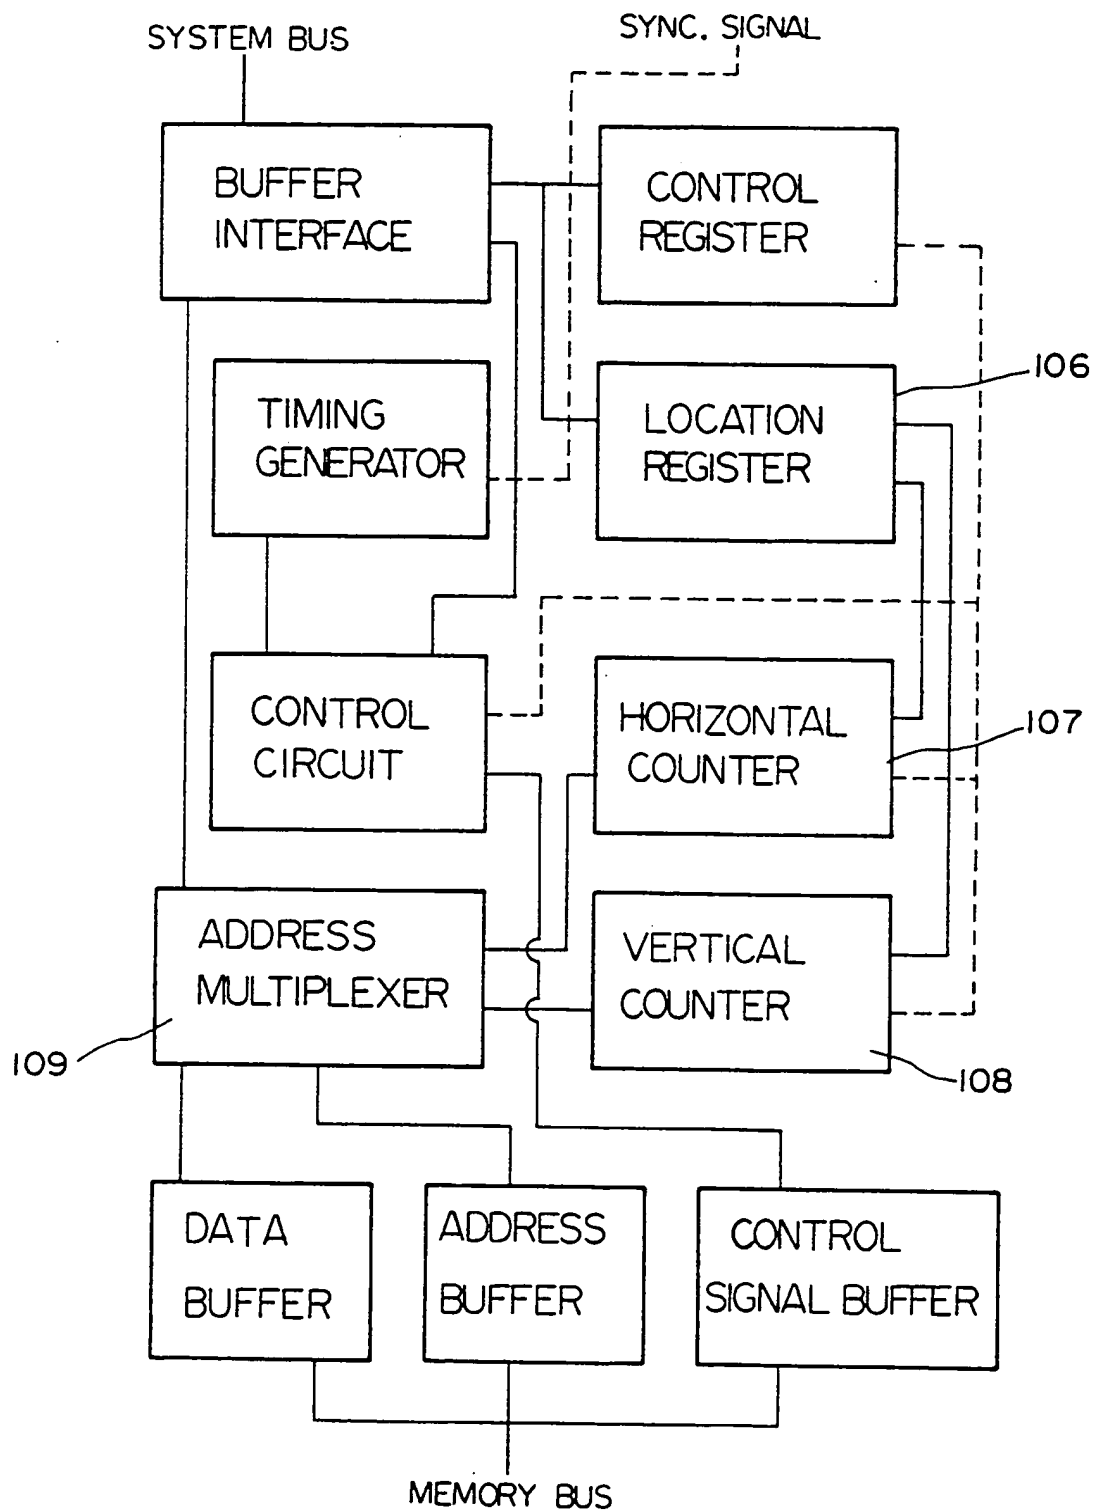 SYSTEM BUS
SYNC. SIGNAL
BUFFER
INTERFACE
CONTROL
REGISTER
TIMING
GENERATOR
LOCATION
REGISTER
106
CONTROL
CIRCUIT
HORIZONTAL
COUNTER
107
ADDRESS
MULTIPLEXER
109
VERTICAL
COUNTER
108
DATA
BUFFER
ADDRESS
BUFFER
CONTROL
SIGNAL BUFFER
MEMORY BUS